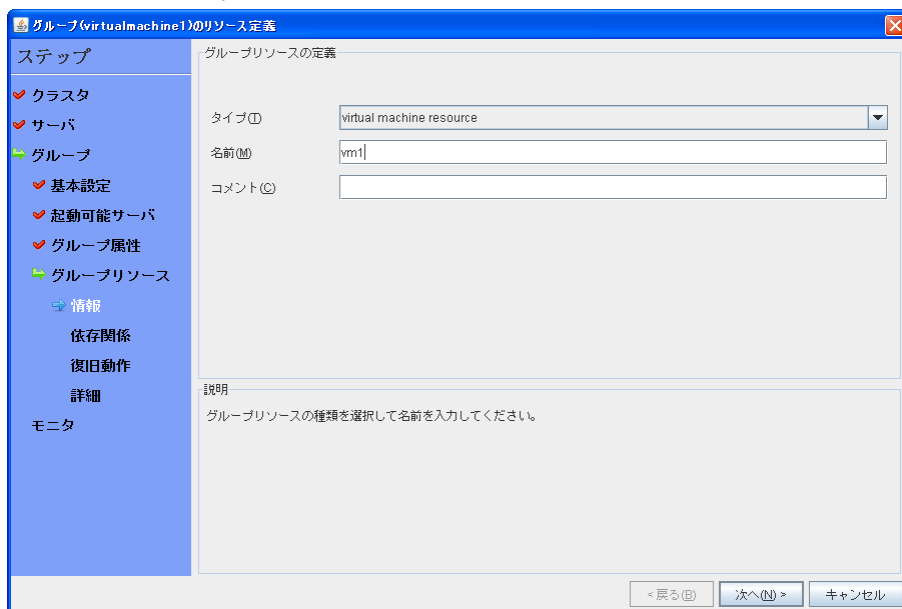 グループ(virtualmachine1)のリソース定義
ステップ
クラスタ
サーバ
グループ
基本設定
起動可能サーバ
グループ属性
グループリソース
情報
依存関係
復旧動作
詳細
モニタ
グループリソースの定義
タイプ(T) virtual machine resource
名前(M) vm1
コメント(C)
説明
グループリソースの種類を選択して名前を入力してください。
<戻る(B) 次へ(N)> キャンセル